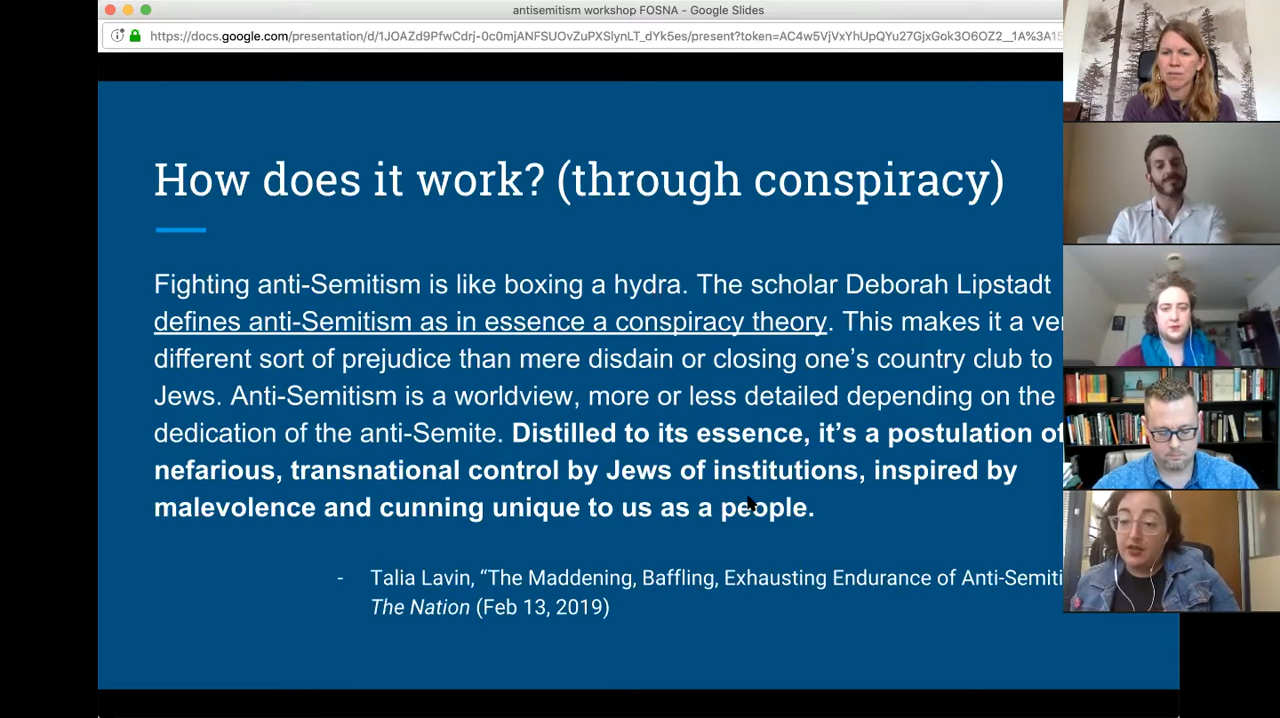 antisemitism workshop FOSNA - Google Slides
https://docs.google.com/presentation/d/1JOAZd9PfwCdrj-0c0mjANFSUOvZuPXSlynLT_dYk5es/present?token=AC4w5VjVxYhUpQYu27GjxGok3O6OZ2__1A%3A15
How does it work? (through conspiracy)
Fighting anti-Semitism is like boxing a hydra. The scholar Deborah Lipstadt
defines anti-Semitism as in essence a conspiracy theory. This makes it a ver
different sort of prejudice than mere disdain or closing one’s country club to
Jews. Anti-Semitism is a worldview, more or less detailed depending on the
dedication of the anti-Semite. Distilled to its essence, it’s a postulation of
nefarious, transnational control by Jews of institutions, inspired by
malevolence and cunning unique to us as a people.
- Talia Lavin, “The Maddening, Baffling, Exhausting Endurance of Anti-Semiti
The Nation (Feb 13, 2019)